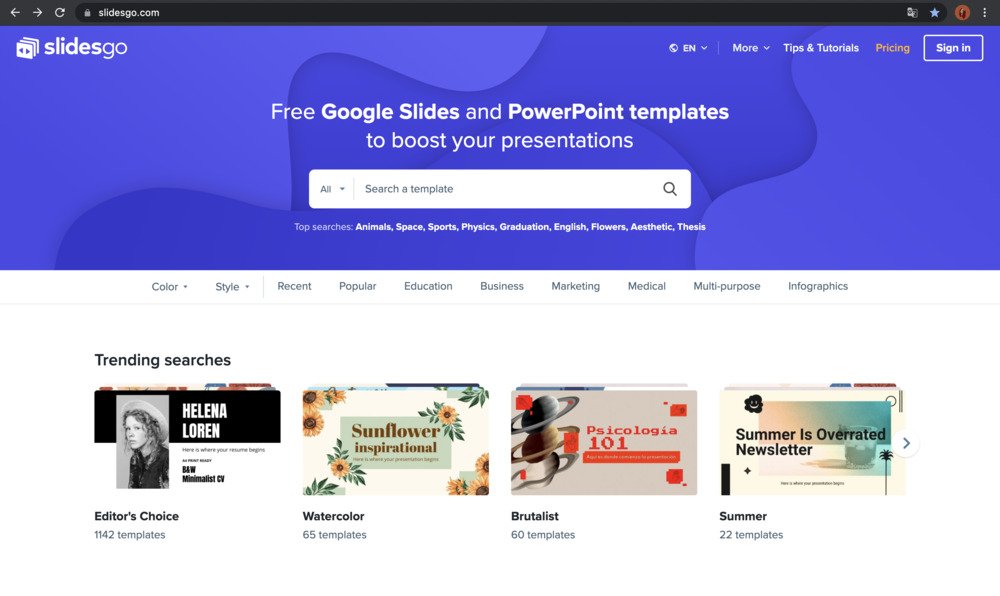 slidesgo.com
slidesgo
EN
More
Tips & Tutorials
Pricing
Sign in
Free Google Slides and PowerPoint templates
to boost your presentations
All
Search a template
Top searches: Animals, Space, Sports, Physics, Graduation, English, Flowers, Aesthetic, Thesis
Color
Style
Recent
Popular
Education
Business
Marketing
Medical
Multi-purpose
Infographics
Trending searches
HELENA
LOREN
Here is where your resume begins
A4 PRINT READY
B&W
Minimalist CV
Sunflower
inspirational
Here is where your presentation begins
Psicología
101
Aquí es donde comienza tu presentación
Summer Is Overrated
Newsletter
Here is where your presentation begins
Editor's Choice
1142 templates
Watercolor
65 templates
Brutalist
60 templates
Summer
22 templates